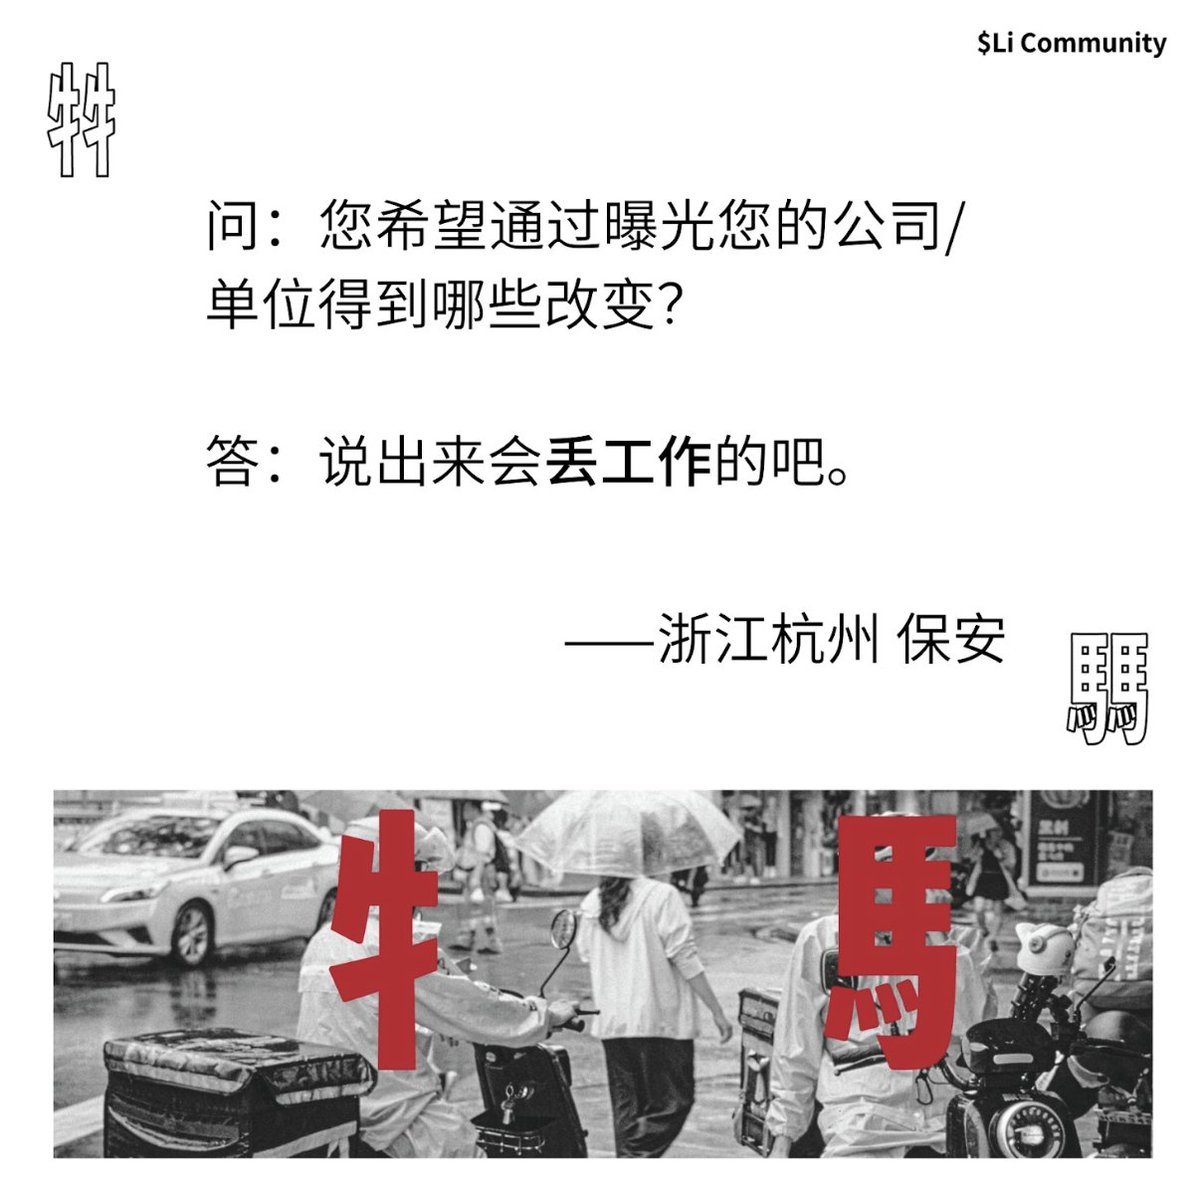 $Li Community
牪
问：您希望通过曝光您的公司/
单位得到哪些改变？
答：说出来会丢工作的吧。
——浙江杭州 保安
牛
馬